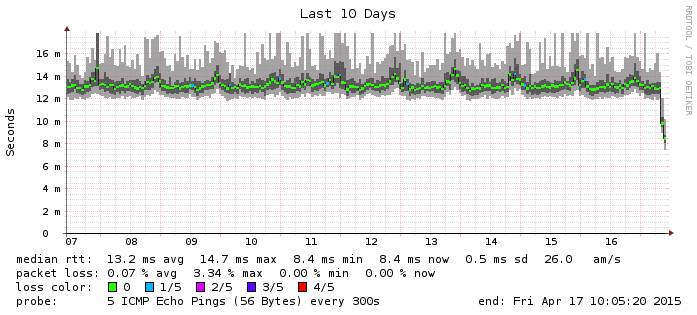 Last 10 Days
RRDTOOL / TOBI OETIKER
Seconds
16 m
14 m
12 m
10 m
8 m
6 m
4 m
2 m
0
07 08 09 10 11 12 13 14 15 16
median rtt: 13.2 ms avg 14.7 ms max 8.4 ms min 8.4 ms now 0.5 ms sd 26.0 am/s
packet loss: 0.07 % avg 3.34 % max 0.00 % min 0.00 % now
loss color: 0 1/5 2/5 3/5 4/5
probe: 5 ICMP Echo Pings (56 Bytes) every 300s end: Fri Apr 17 10:05:20 2015